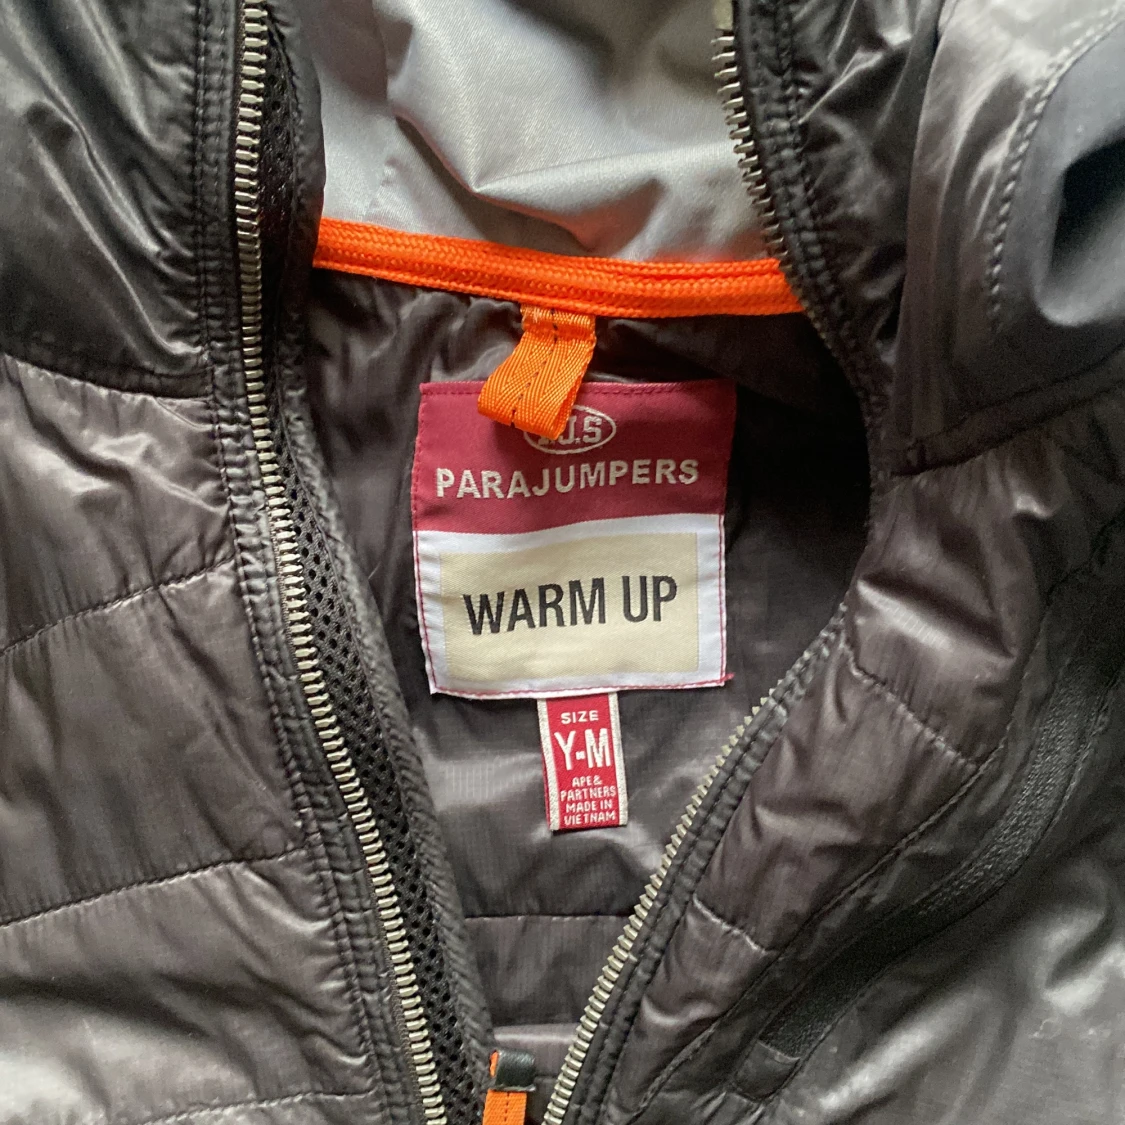 J.S
PARAJUMPERS
WARM UP
SIZE
Y-M
APE &
PARTNERS
MADE IN
VIETNAM